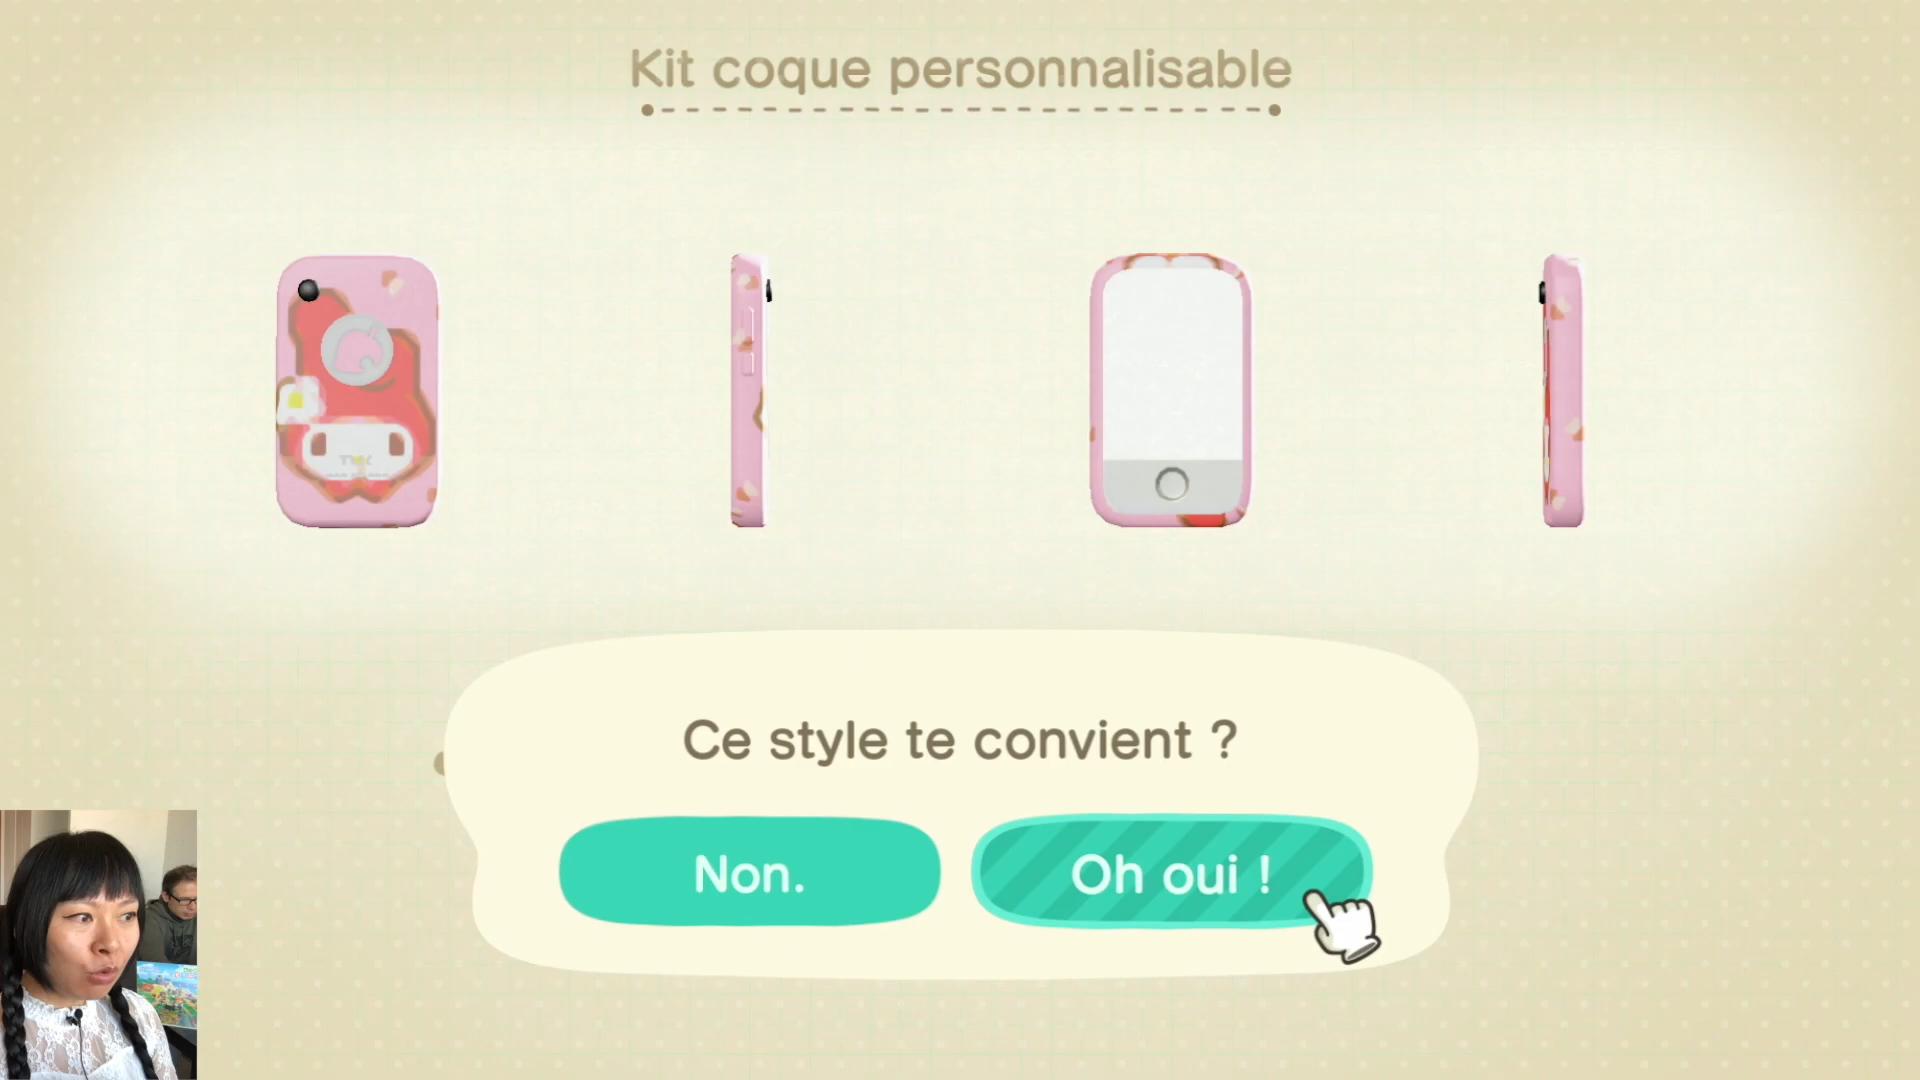 Kit coque personnalisable
Ce style te convient ?
Non.
Oh oui !